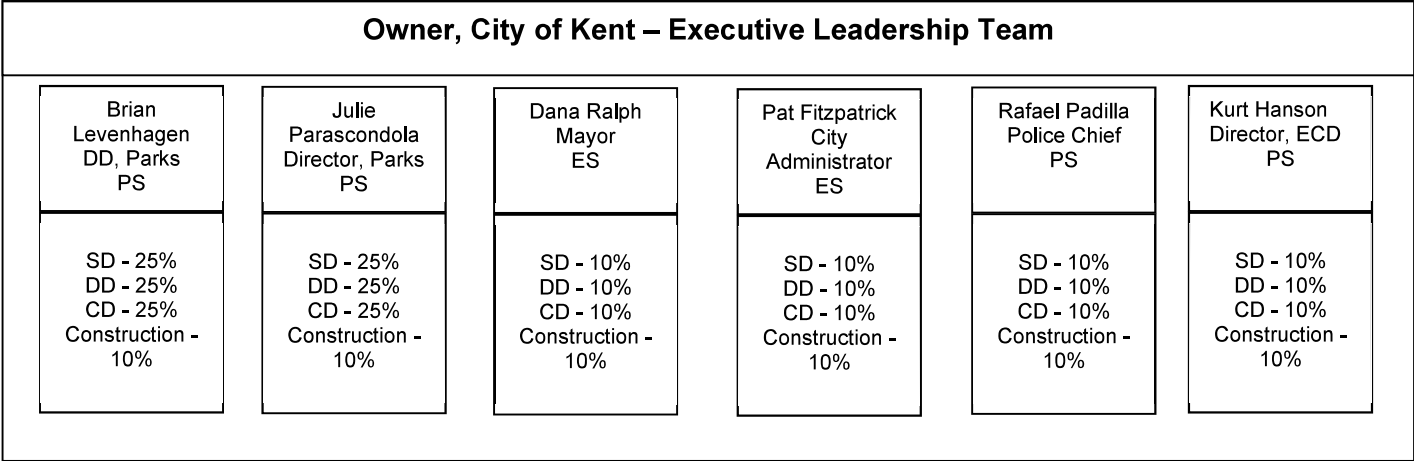 Owner, City of Kent – Executive Leadership Team
Brian
Levenhagen
DD, Parks
PS
SD - 25%
DD - 25%
CD - 25%
Construction -
10%
Julie
Parascondola
Director, Parks
PS
SD - 25%
DD - 25%
CD - 25%
Construction -
10%
Dana Ralph
Mayor
ES
SD - 10%
DD - 10%
CD - 10%
Construction -
10%
Pat Fitzpatrick
City
Administrator
ES
SD - 10%
DD - 10%
CD - 10%
Construction -
10%
Rafael Padilla
Police Chief
PS
SD - 10%
DD - 10%
CD - 10%
Construction -
10%
Kurt Hanson
Director, ECD
PS
SD - 10%
DD - 10%
CD - 10%
Construction -
10%